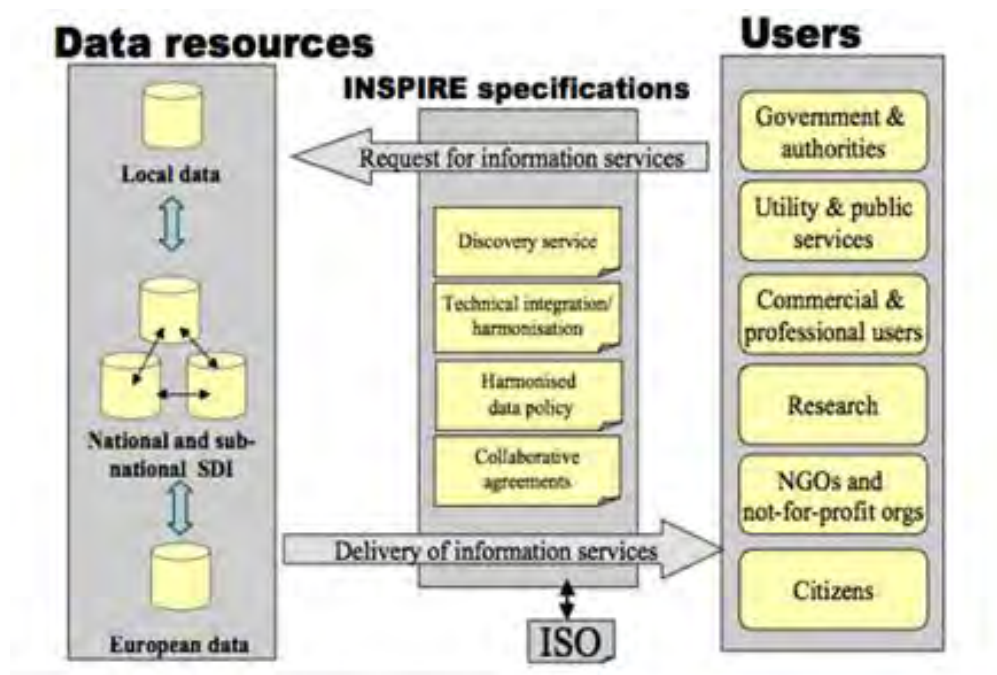 Data resources
Local data
National and sub-
national SDI
European data
INSPIRE specifications
Request for information services
Discovery service
Technical integration/
harmonisation
Harmonised
data policy
Collaborative
agreements
Delivery of information services
ISO
Users
Government &
authorities
Utility & public
services
Commercial &
professional users
Research
NGOs and
not-for-profit orgs
Citizens